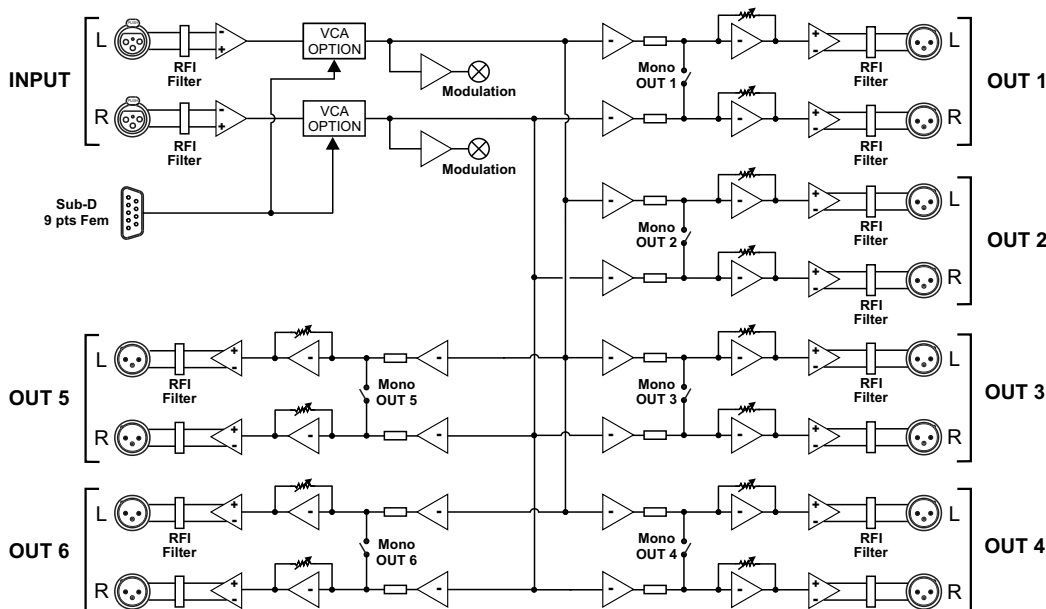 INPUT
L
RFI
Filter
VCA
OPTION
Modulation
R
RFI
Filter
VCA
OPTION
Modulation
Sub-D
9 pts Fem
Mono
OUT 1
L
RFI
Filter
R
RFI
Filter
OUT 1
Mono
OUT 2
L
RFI
Filter
R
RFI
Filter
OUT 2
OUT 5
L
RFI
Filter
R
Mono
OUT 5
Mono
OUT 3
L
RFI
Filter
R
OUT 3
OUT 6
L
RFI
Filter
R
Mono
OUT 6
Mono
OUT 4
L
RFI
Filter
R
OUT 4